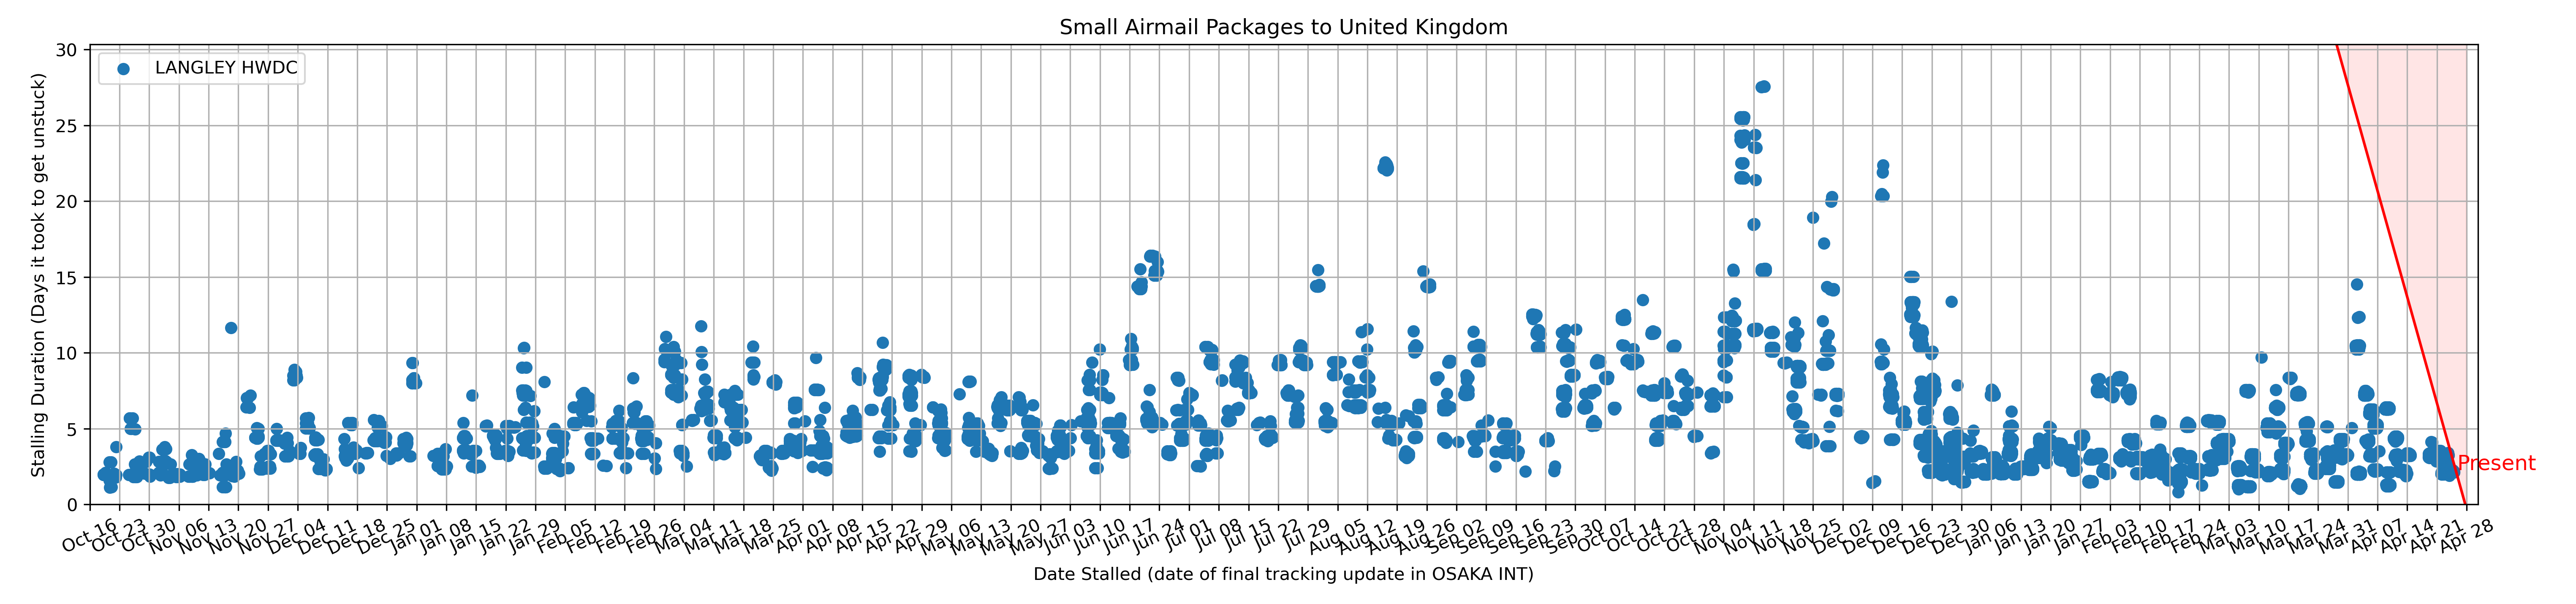 Small Airmail Packages to United Kingdom
LANGLEY HWDC
Stalling Duration (Days it took to get unstuck)
30
25
20
15
10
5
0
Present
Oct 16
Oct 23
Oct 30
Nov 06
Nov 13
Nov 20
Nov 27
Dec 04
Dec 11
Dec 18
Dec 25
Jan 01
Jan 08
Jan 15
Jan 22
Jan 29
Feb 05
Feb 12
Feb 19
Feb 26
Mar 04
Mar 11
Mar 18
Mar 25
Apr 01
Apr 08
Apr 15
Apr 22
Apr 29
May 06
May 13
May 20
May 27
Jun 03
Jun 10
Jun 17
Jun 24
Jul 01
Jul 08
Jul 15
Jul 22
Jul 29
Aug 05
Aug 12
Aug 19
Aug 26
Sep 02
Sep 09
Sep 16
Sep 23
Sep 30
Oct 07
Oct 14
Oct 21
Oct 28
Nov 04
Nov 11
Nov 18
Nov 25
Dec 02
Dec 09
Dec 16
Dec 23
Dec 30
Jan 06
Jan 13
Jan 20
Jan 27
Feb 03
Feb 10
Feb 17
Feb 24
Mar 03
Mar 10
Mar 17
Mar 24
Mar 31
Apr 07
Apr 14
Apr 21
Apr 28
Date Stalled (date of final tracking update in OSAKA INT)